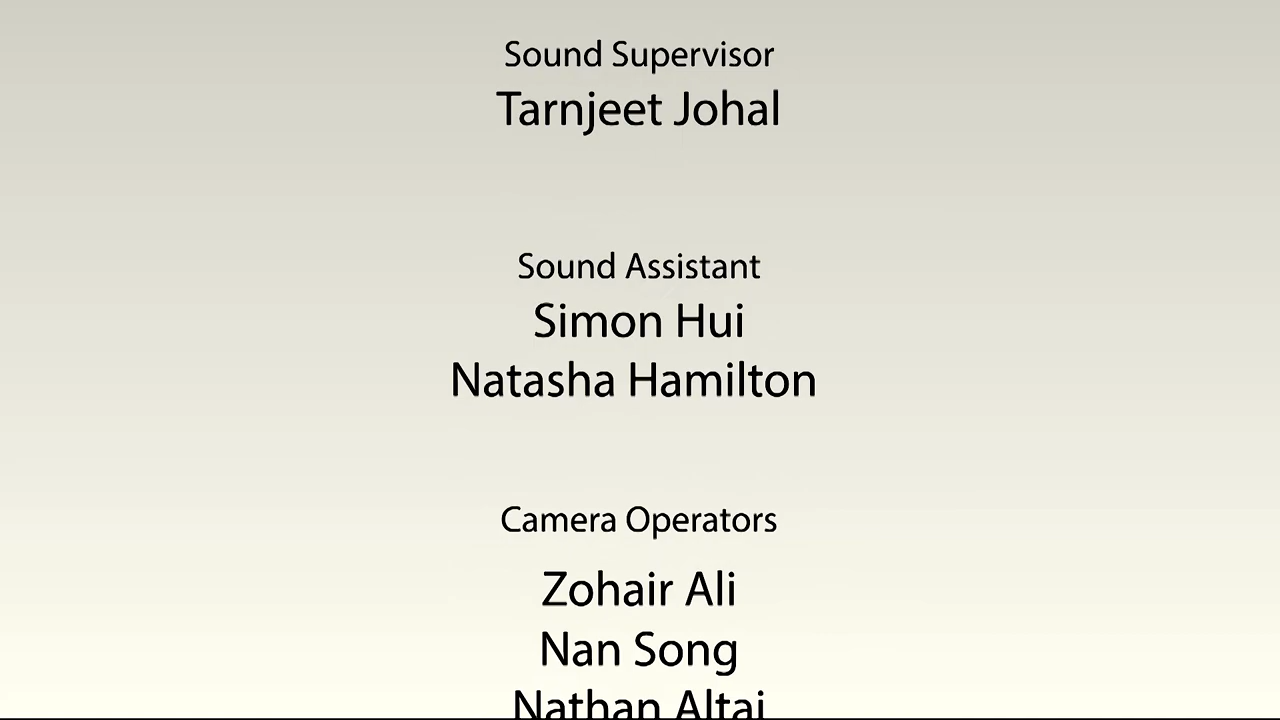 Sound Supervisor
Tarnjeet Johal
Sound Assistant
Simon Hui
Natasha Hamilton
Camera Operators
Zohair Ali
Nan Song
Nathan Altai